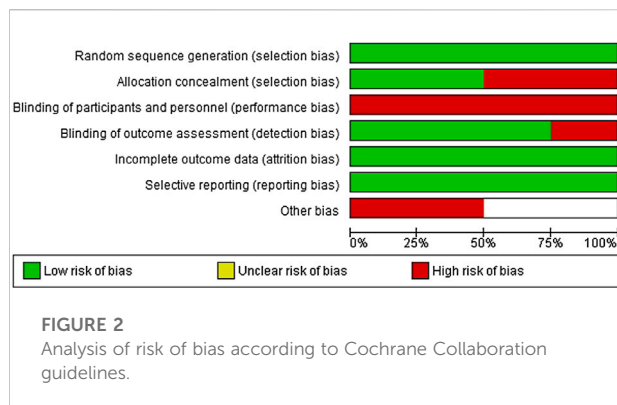 Random sequence generation (selection bias)
Allocation concealment (selection bias)
Blinding of participants and personnel (performance bias)
Blinding of outcome assessment (detection bias)
Incomplete outcome data (attrition bias)
Selective reporting (reporting bias)
Other bias
0% 25% 50% 75% 100%
Low risk of bias Unclear risk of bias High risk of bias
FIGURE 2
Analysis of risk of bias according to Cochrane Collaboration
guidelines.